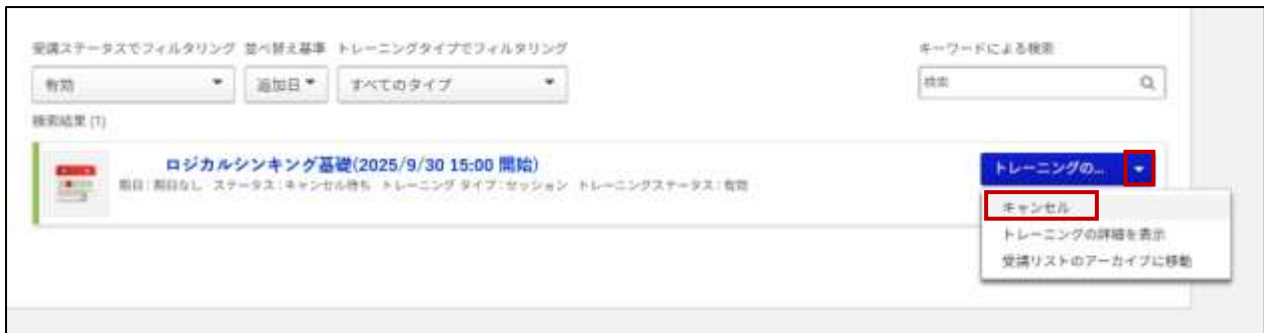 受講ステータスでフィルタリング 並べ替え基準 トレーニングタイプでフィルタリング キーワードによる検索
有効 追加日 すべてのタイプ 検索
検索結果 (1)
ロジカルシンキング基礎(2025/9/30 15:00 開始)
期日 : 期日なし ステータス : キャンセル待ち トレーニング タイプ : セッション トレーニングステータス : 有効
トレーニングの...
キャンセル
トレーニングの詳細を表示
受講リストのアーカイブに移動